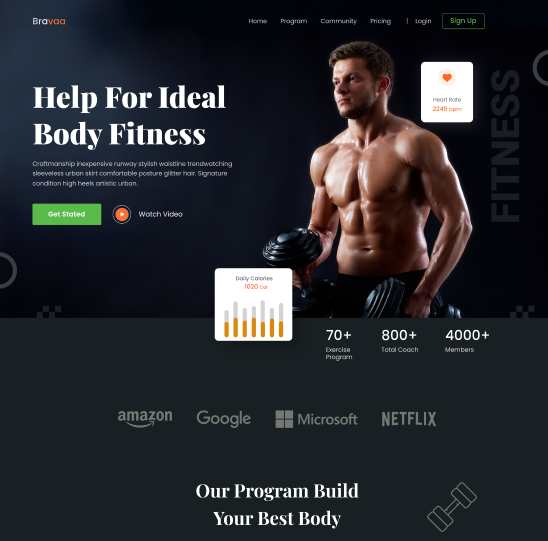 Bravaa
Home Program Community Pricing | Login Sign Up
Help For Ideal
Body Fitness
Craftmanship inexpensive runway stylish waistline trendwatching
sleeveless urban skirt comfortable posture glitter hair. Signature
condition high heels artistic urban.
Get Stated
Watch Video
Heart Rate
2248 bpm
FITNESS
Daily Calories
1020 Cal
70+
Exercise
Program
800+
Total Coach
4000+
Members
amazon Google Microsoft NETFLIX
Our Program Build
Your Best Body